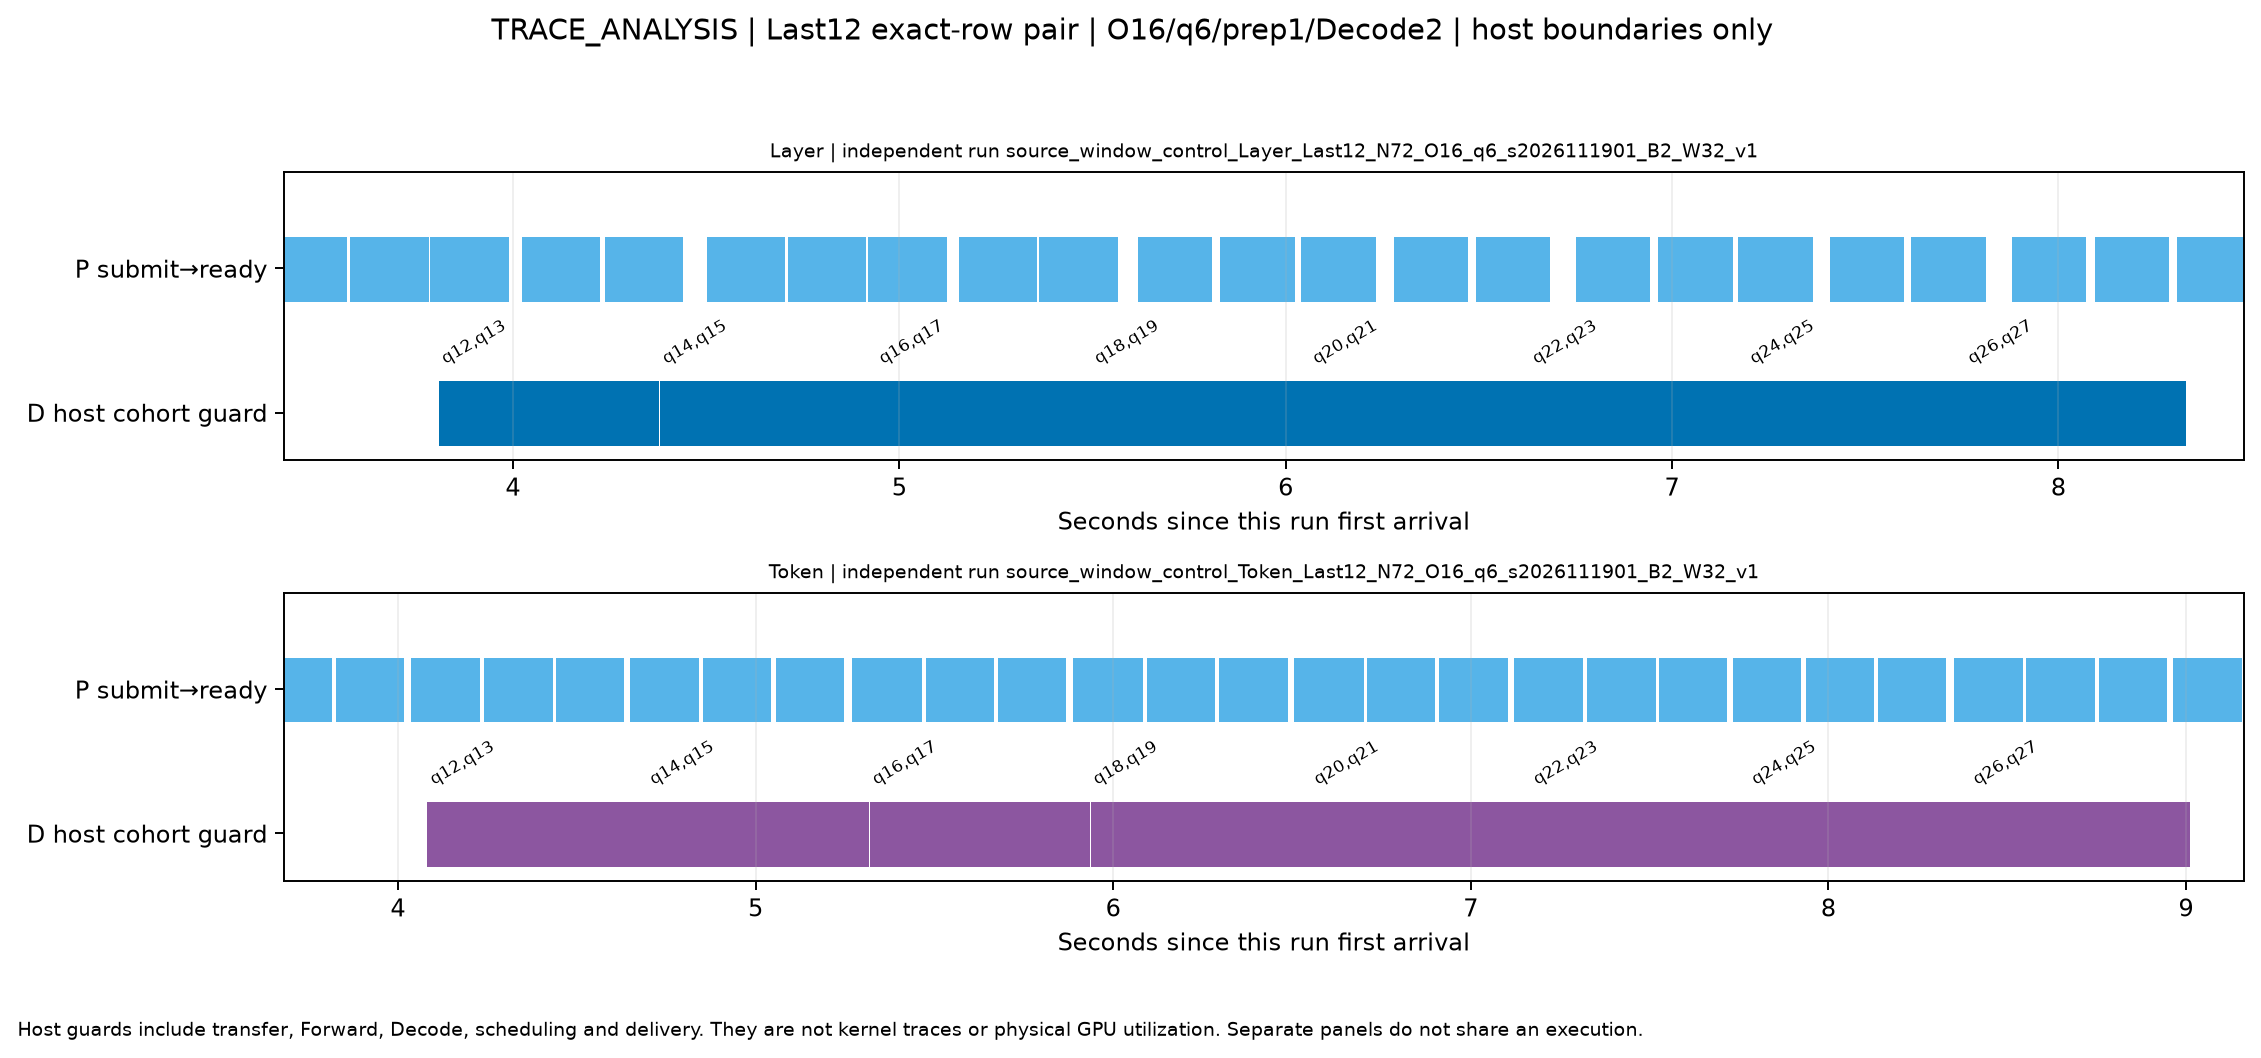 TRACE_ANALYSIS | Last12 exact-row pair | O16/q6/prep1/Decode2 | host boundaries only
Layer | independent run source_window_control_Layer_Last12_N72_O16_q6_s2026111901_B2_W32_v1
P submit→ready
q12,q13 q14,q15 q16,q17 q18,q19 q20,q21 q22,q23 q24,q25 q26,q27
D host cohort guard
4 5 6 7 8
Seconds since this run first arrival
Token | independent run source_window_control_Token_Last12_N72_O16_q6_s2026111901_B2_W32_v1
P submit→ready
q12,q13 q14,q15 q16,q17 q18,q19 q20,q21 q22,q23 q24,q25 q26,q27
D host cohort guard
4 5 6 7 8 9
Seconds since this run first arrival
Host guards include transfer, Forward, Decode, scheduling and delivery. They are not kernel traces or physical GPU utilization. Separate panels do not share an execution.